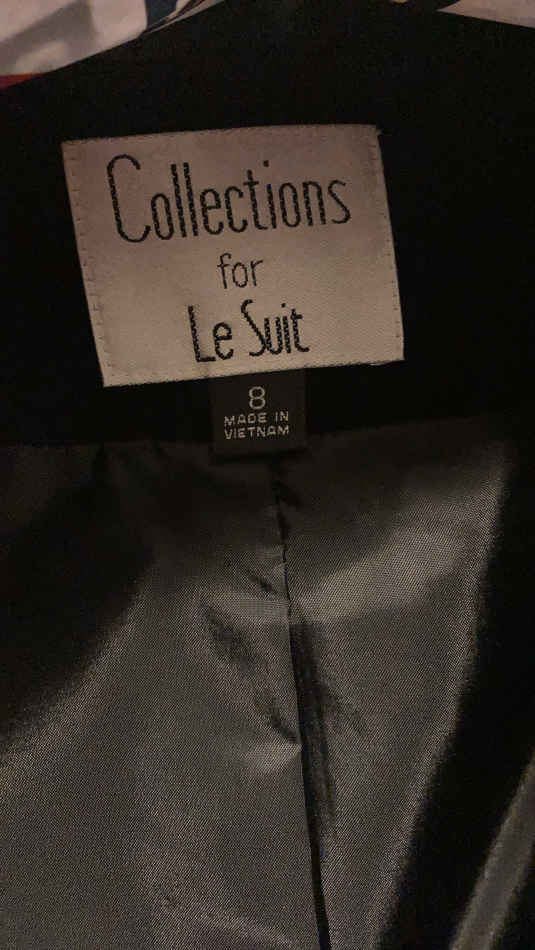 Collections
for
Le Suit
8
MADE IN
VIETNAM